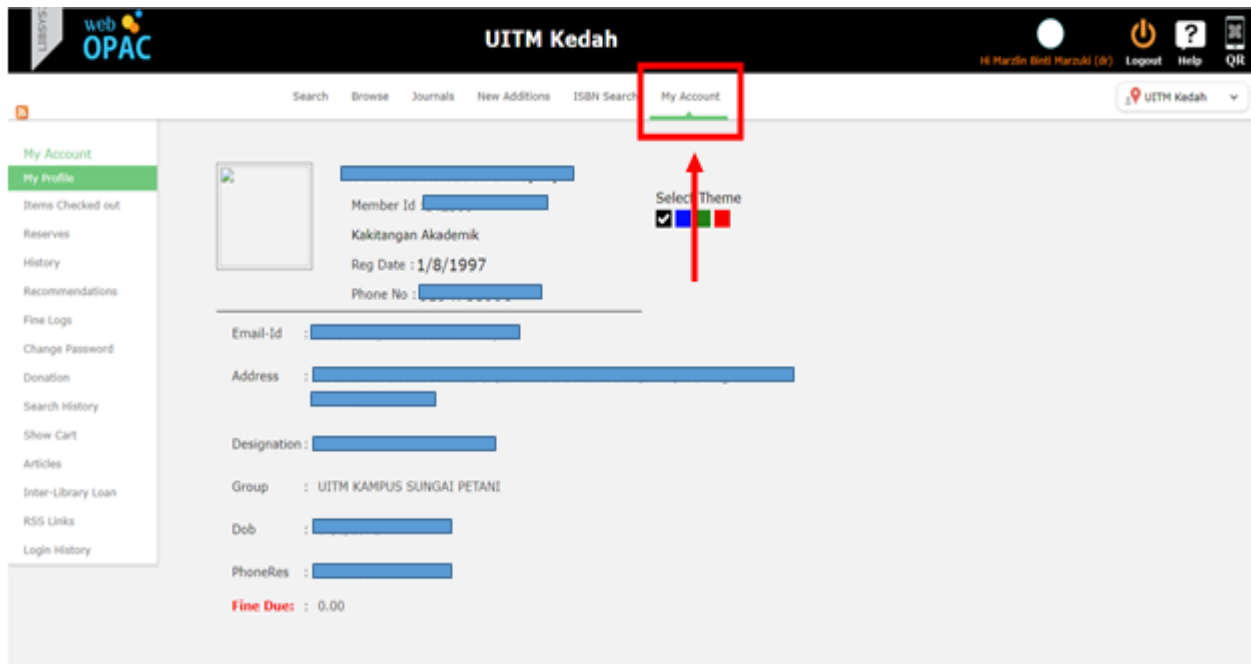 LIBSYS
web
OPAC
UITM Kedah
Hi Marzlin Binti Marzuki (dr)
Logout
Help
QR
Search
Browse
Journals
New Additions
ISBN Search
My Account
UITM Kedah
My Account
My Profile
Items Checked out
Reserves
History
Recommendations
Fine Logs
Change Password
Donation
Search History
Show Cart
Articles
Inter-Library Loan
RSS Links
Login History
Member Id :
Kakitangan Akademik
Reg Date : 1/8/1997
Phone No :
Select Theme
Email-Id :
Address :
Designation :
Group : UITM KAMPUS SUNGAI PETANI
Dob :
PhoneRes :
Fine Due: : 0.00